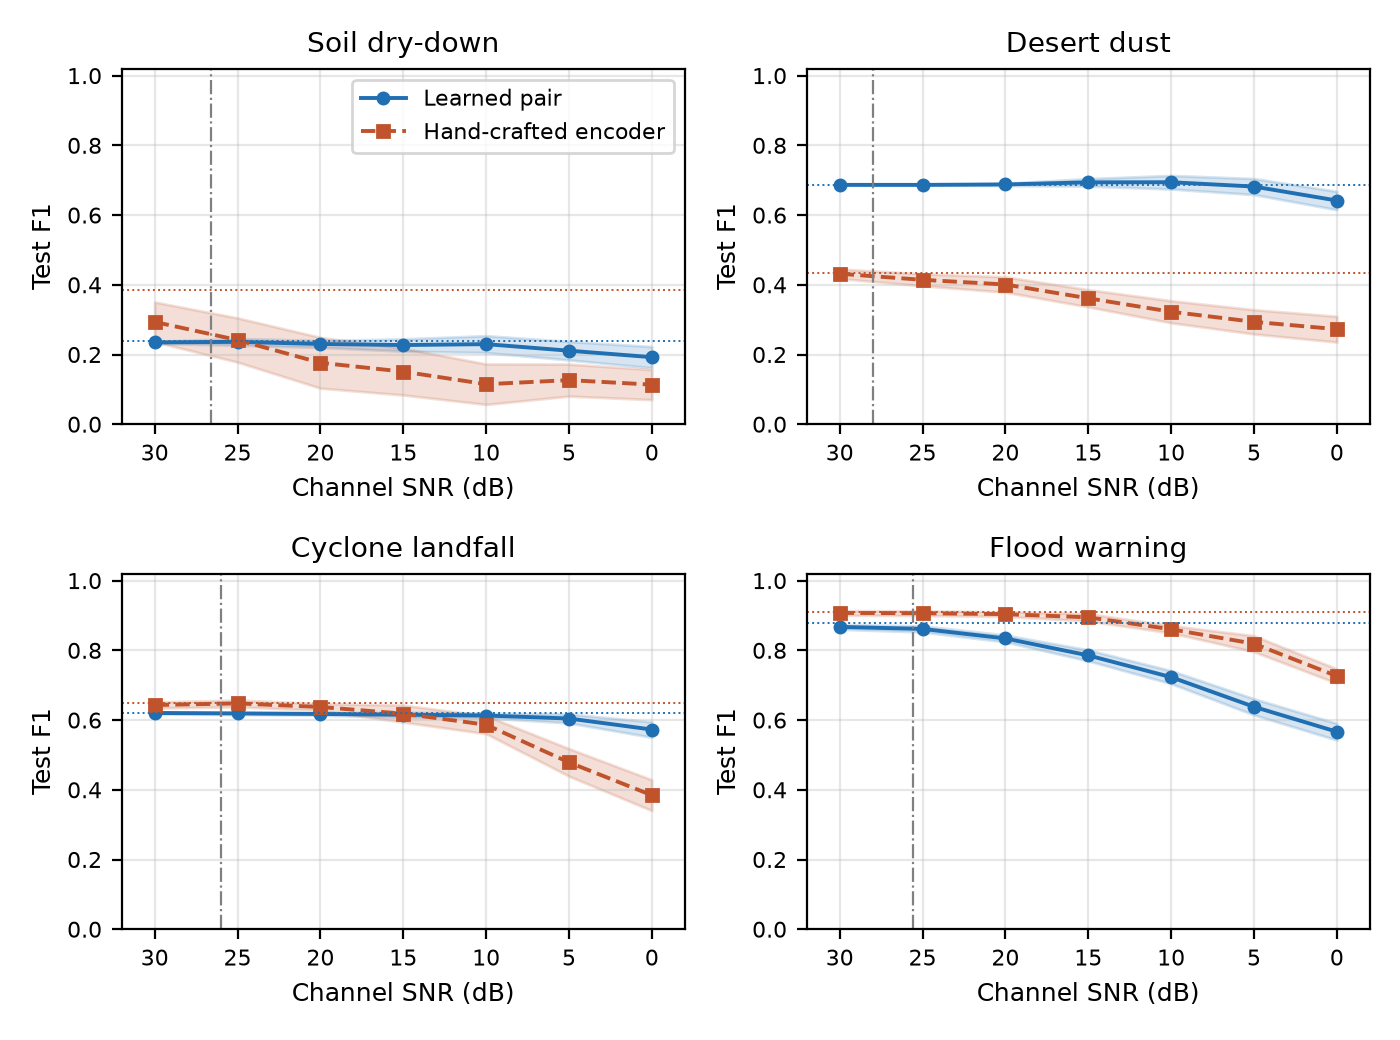 Soil dry-down
Test F1
1.0
0.8
0.6
0.4
0.2
0.0
Learned pair
Hand-crafted encoder
30 25 20 15 10 5 0
Channel SNR (dB)
Desert dust
Test F1
1.0
0.8
0.6
0.4
0.2
0.0
30 25 20 15 10 5 0
Channel SNR (dB)
Cyclone landfall
Test F1
1.0
0.8
0.6
0.4
0.2
0.0
30 25 20 15 10 5 0
Channel SNR (dB)
Flood warning
Test F1
1.0
0.8
0.6
0.4
0.2
0.0
30 25 20 15 10 5 0
Channel SNR (dB)